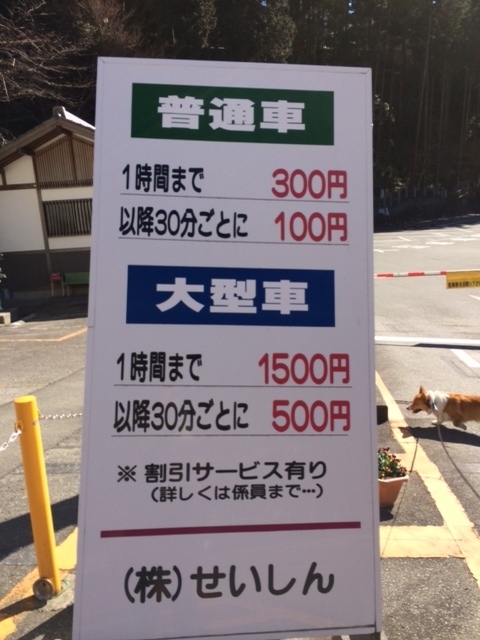 普通車
1時間まで 300円
以降30分ごとに 100円
大型車
1時間まで 1500円
以降30分ごとに 500円
※ 割引サービス有り
(詳しくは係員まで…)
(株)せいしん